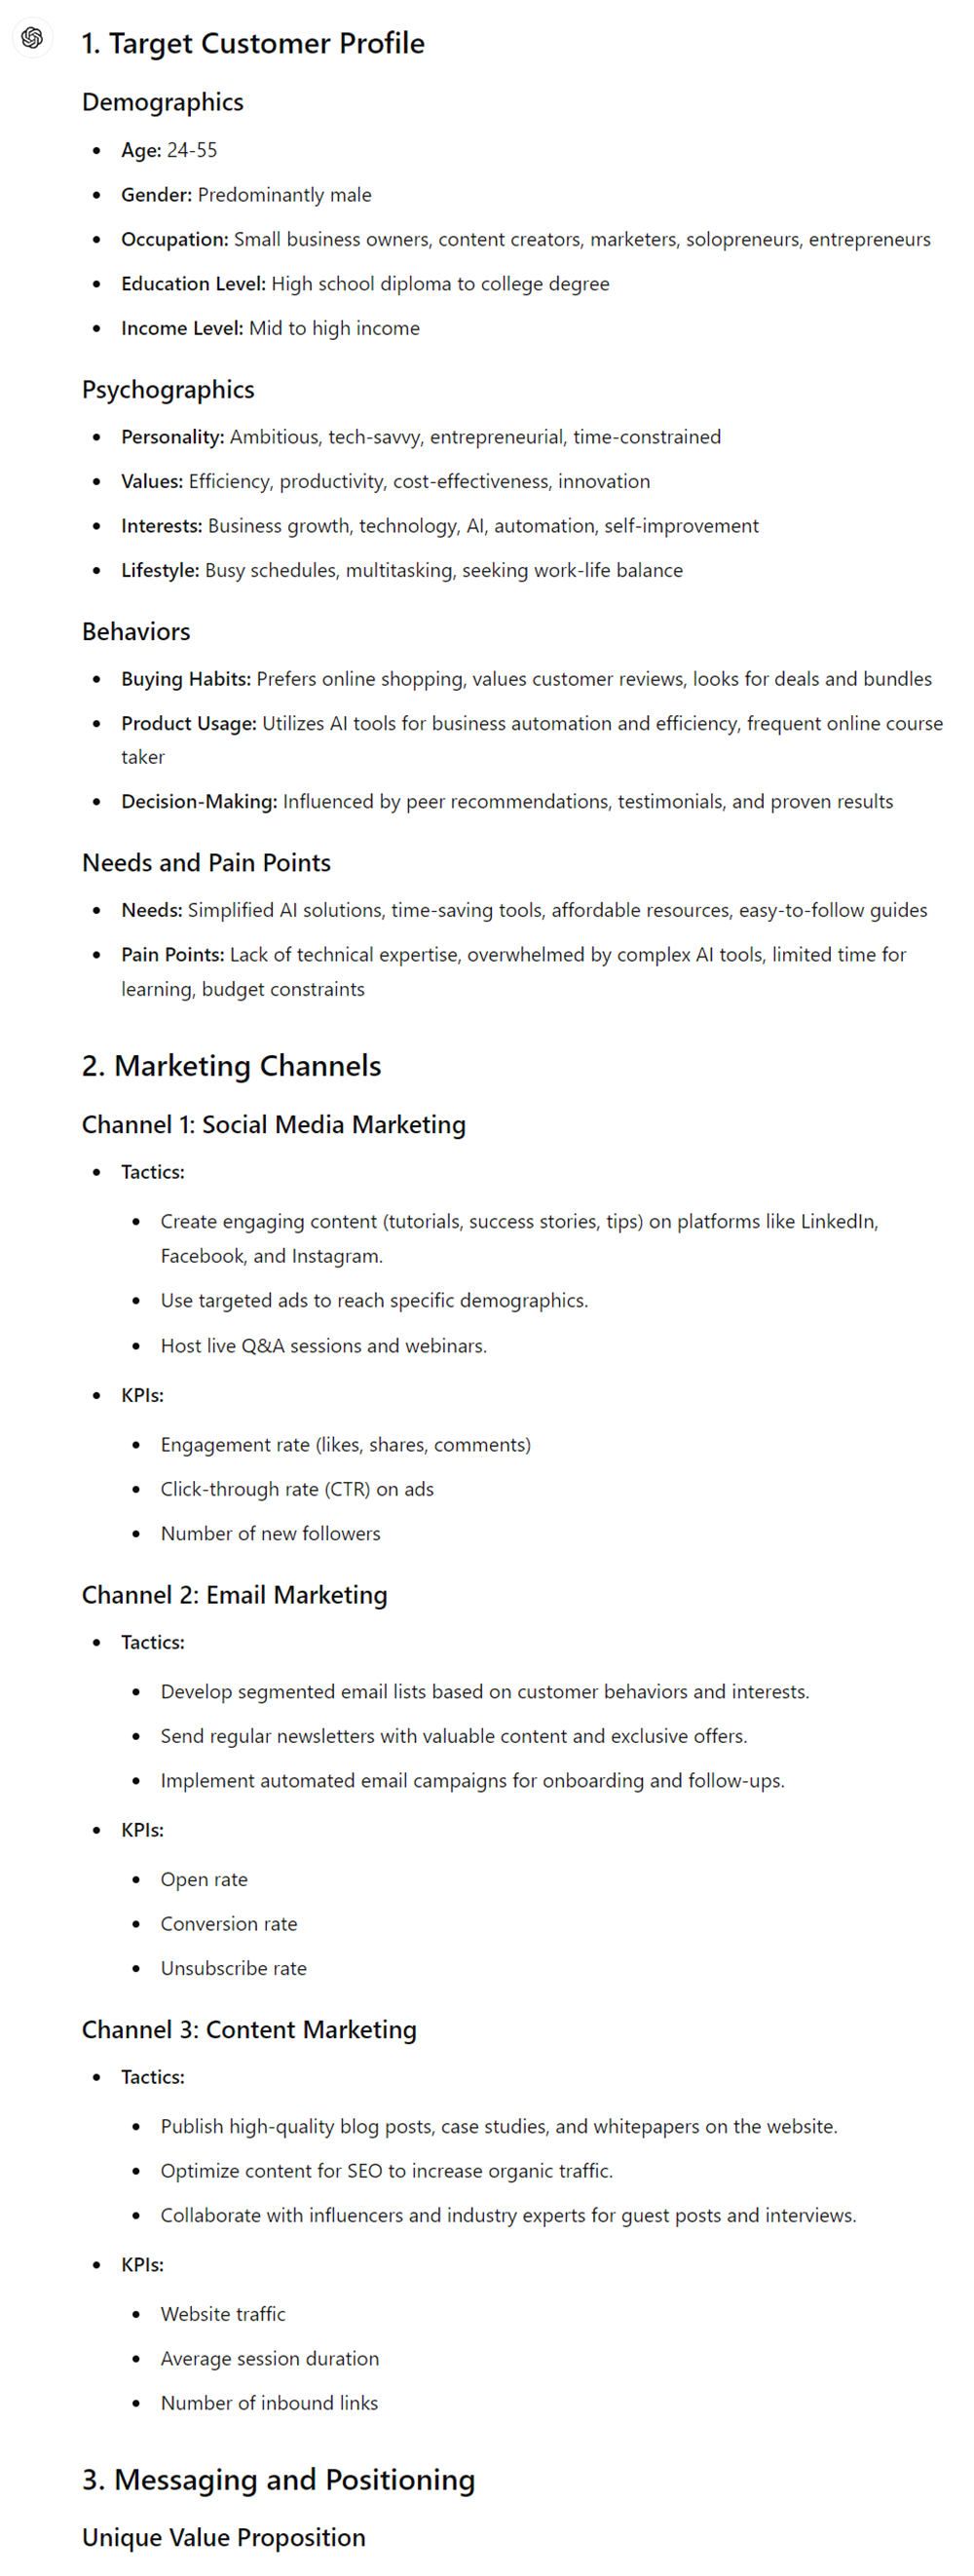 1. Target Customer Profile
Demographics
Age: 24-55
Gender: Predominantly male
Occupation: Small business owners, content creators, marketers, solopreneurs, entrepreneurs
Education Level: High school diploma to college degree
Income Level: Mid to high income
Psychographics
Personality: Ambitious, tech-savvy, entrepreneurial, time-constrained
Values: Efficiency, productivity, cost-effectiveness, innovation
Interests: Business growth, technology, AI, automation, self-improvement
Lifestyle: Busy schedules, multitasking, seeking work-life balance
Behaviors
Buying Habits: Prefers online shopping, values customer reviews, looks for deals and bundles
Product Usage: Utilizes AI tools for business automation and efficiency, frequent online course
taker
Decision-Making: Influenced by peer recommendations, testimonials, and proven results
Needs and Pain Points
Needs: Simplified AI solutions, time-saving tools, affordable resources, easy-to-follow guides
Pain Points: Lack of technical expertise, overwhelmed by complex AI tools, limited time for
learning, budget constraints
2. Marketing Channels
Channel 1: Social Media Marketing
Tactics:
Create engaging content (tutorials, success stories, tips) on platforms like LinkedIn,
Facebook, and Instagram.
Use targeted ads to reach specific demographics.
Host live Q&A sessions and webinars.
KPIs:
Engagement rate (likes, shares, comments)
Click-through rate (CTR) on ads
Number of new followers
Channel 2: Email Marketing
Tactics:
Develop segmented email lists based on customer behaviors and interests.
Send regular newsletters with valuable content and exclusive offers.
Implement automated email campaigns for onboarding and follow-ups.
KPIs:
Open rate
Conversion rate
Unsubscribe rate
Channel 3: Content Marketing
Tactics:
Publish high-quality blog posts, case studies, and whitepapers on the website.
Optimize content for SEO to increase organic traffic.
Collaborate with influencers and industry experts for guest posts and interviews.
KPIs:
Website traffic
Average session duration
Number of inbound links
3. Messaging and Positioning
Unique Value Proposition